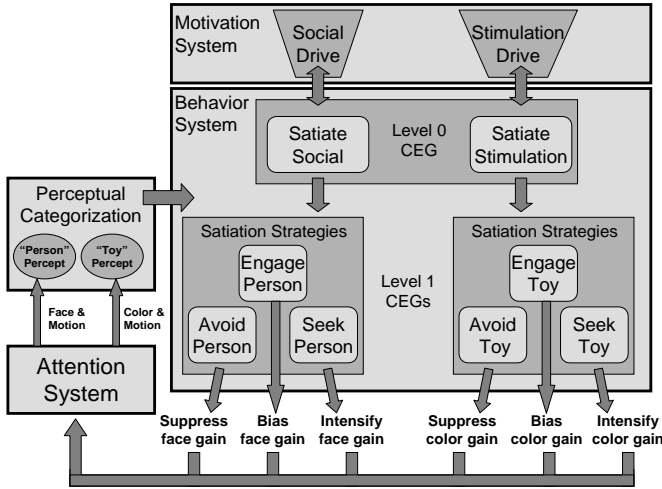 Motivation
System
Social
Drive
Stimulation
Drive
Behavior
System
Satiate
Social
Level 0
CEG
Satiate
Stimulation
Perceptual
Categorization
“Person”
Percept
“Toy”
Percept
Satiation Strategies
Engage
Person
Avoid
Person
Seek
Person
Level 1
CEGs
Satiation Strategies
Engage
Toy
Avoid
Toy
Seek
Toy
Face &
Motion
Color &
Motion
Attention
System
Suppress
face gain
Bias
face gain
Intensify
face gain
Suppress
color gain
Bias
color gain
Intensify
color gain